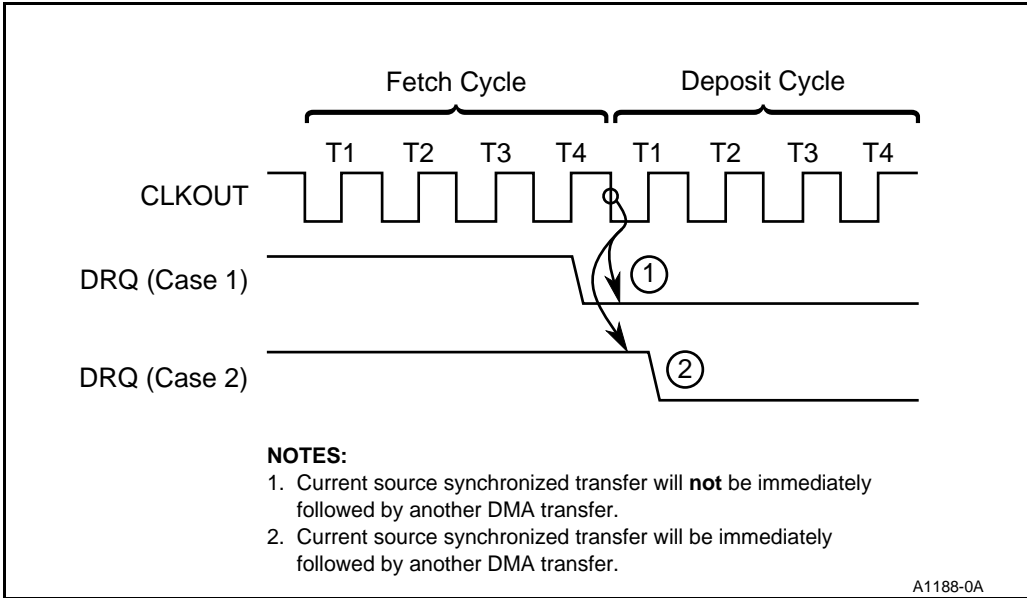 Fetch Cycle Deposit Cycle
T1 T2 T3 T4 T1 T2 T3 T4
CLKOUT
DRQ (Case 1)
1
DRQ (Case 2)
2
NOTES:
1. Current source synchronized transfer will not be immediately
followed by another DMA transfer.
2. Current source synchronized transfer will be immediately
followed by another DMA transfer.
A1188-0A